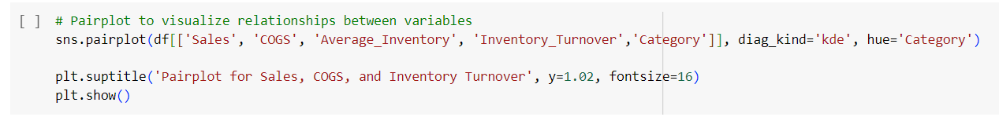 [ ] # Pairplot to visualize relationships between variables
sns.pairplot(df[['Sales', 'COGS', 'Average_Inventory', 'Inventory_Turnover','Category']], diag_kind='kde', hue='Category')
plt.suptitle('Pairplot for Sales, COGS, and Inventory Turnover', y=1.02, fontsize=16)
plt.show()